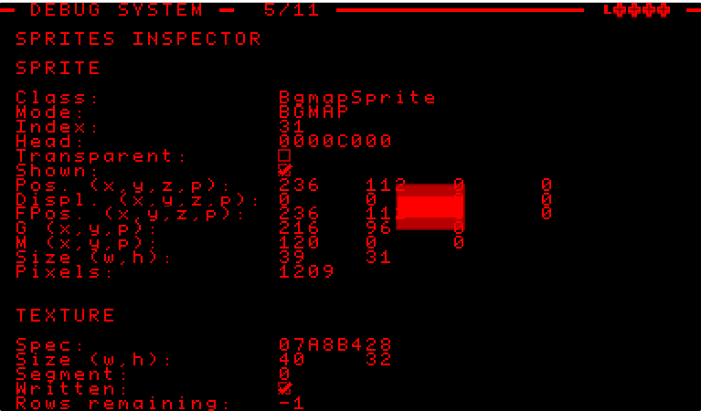 DEBUG SYSTEM 5/11 L
SPRITES INSPECTOR
SPRITE
Class: BgmapSprite
Mode: BGMAP
Index: 31
Head: 0000C000
Transparent:
Shown:
Pos. (x,y,z,p): 236 112 0 0
Displ. (x,y,z,p): 0 0 0
FPos. (x,y,z,p): 236 0
G (x,y,p): 216 96 0
M (x,y,p): 120 0 0
Size (w,h): 39 31
Pixels: 1209
TEXTURE
Spec: 07A8B428
Size (w,h): 40 32
Segment: 0
Written:
Rows remaining: -1